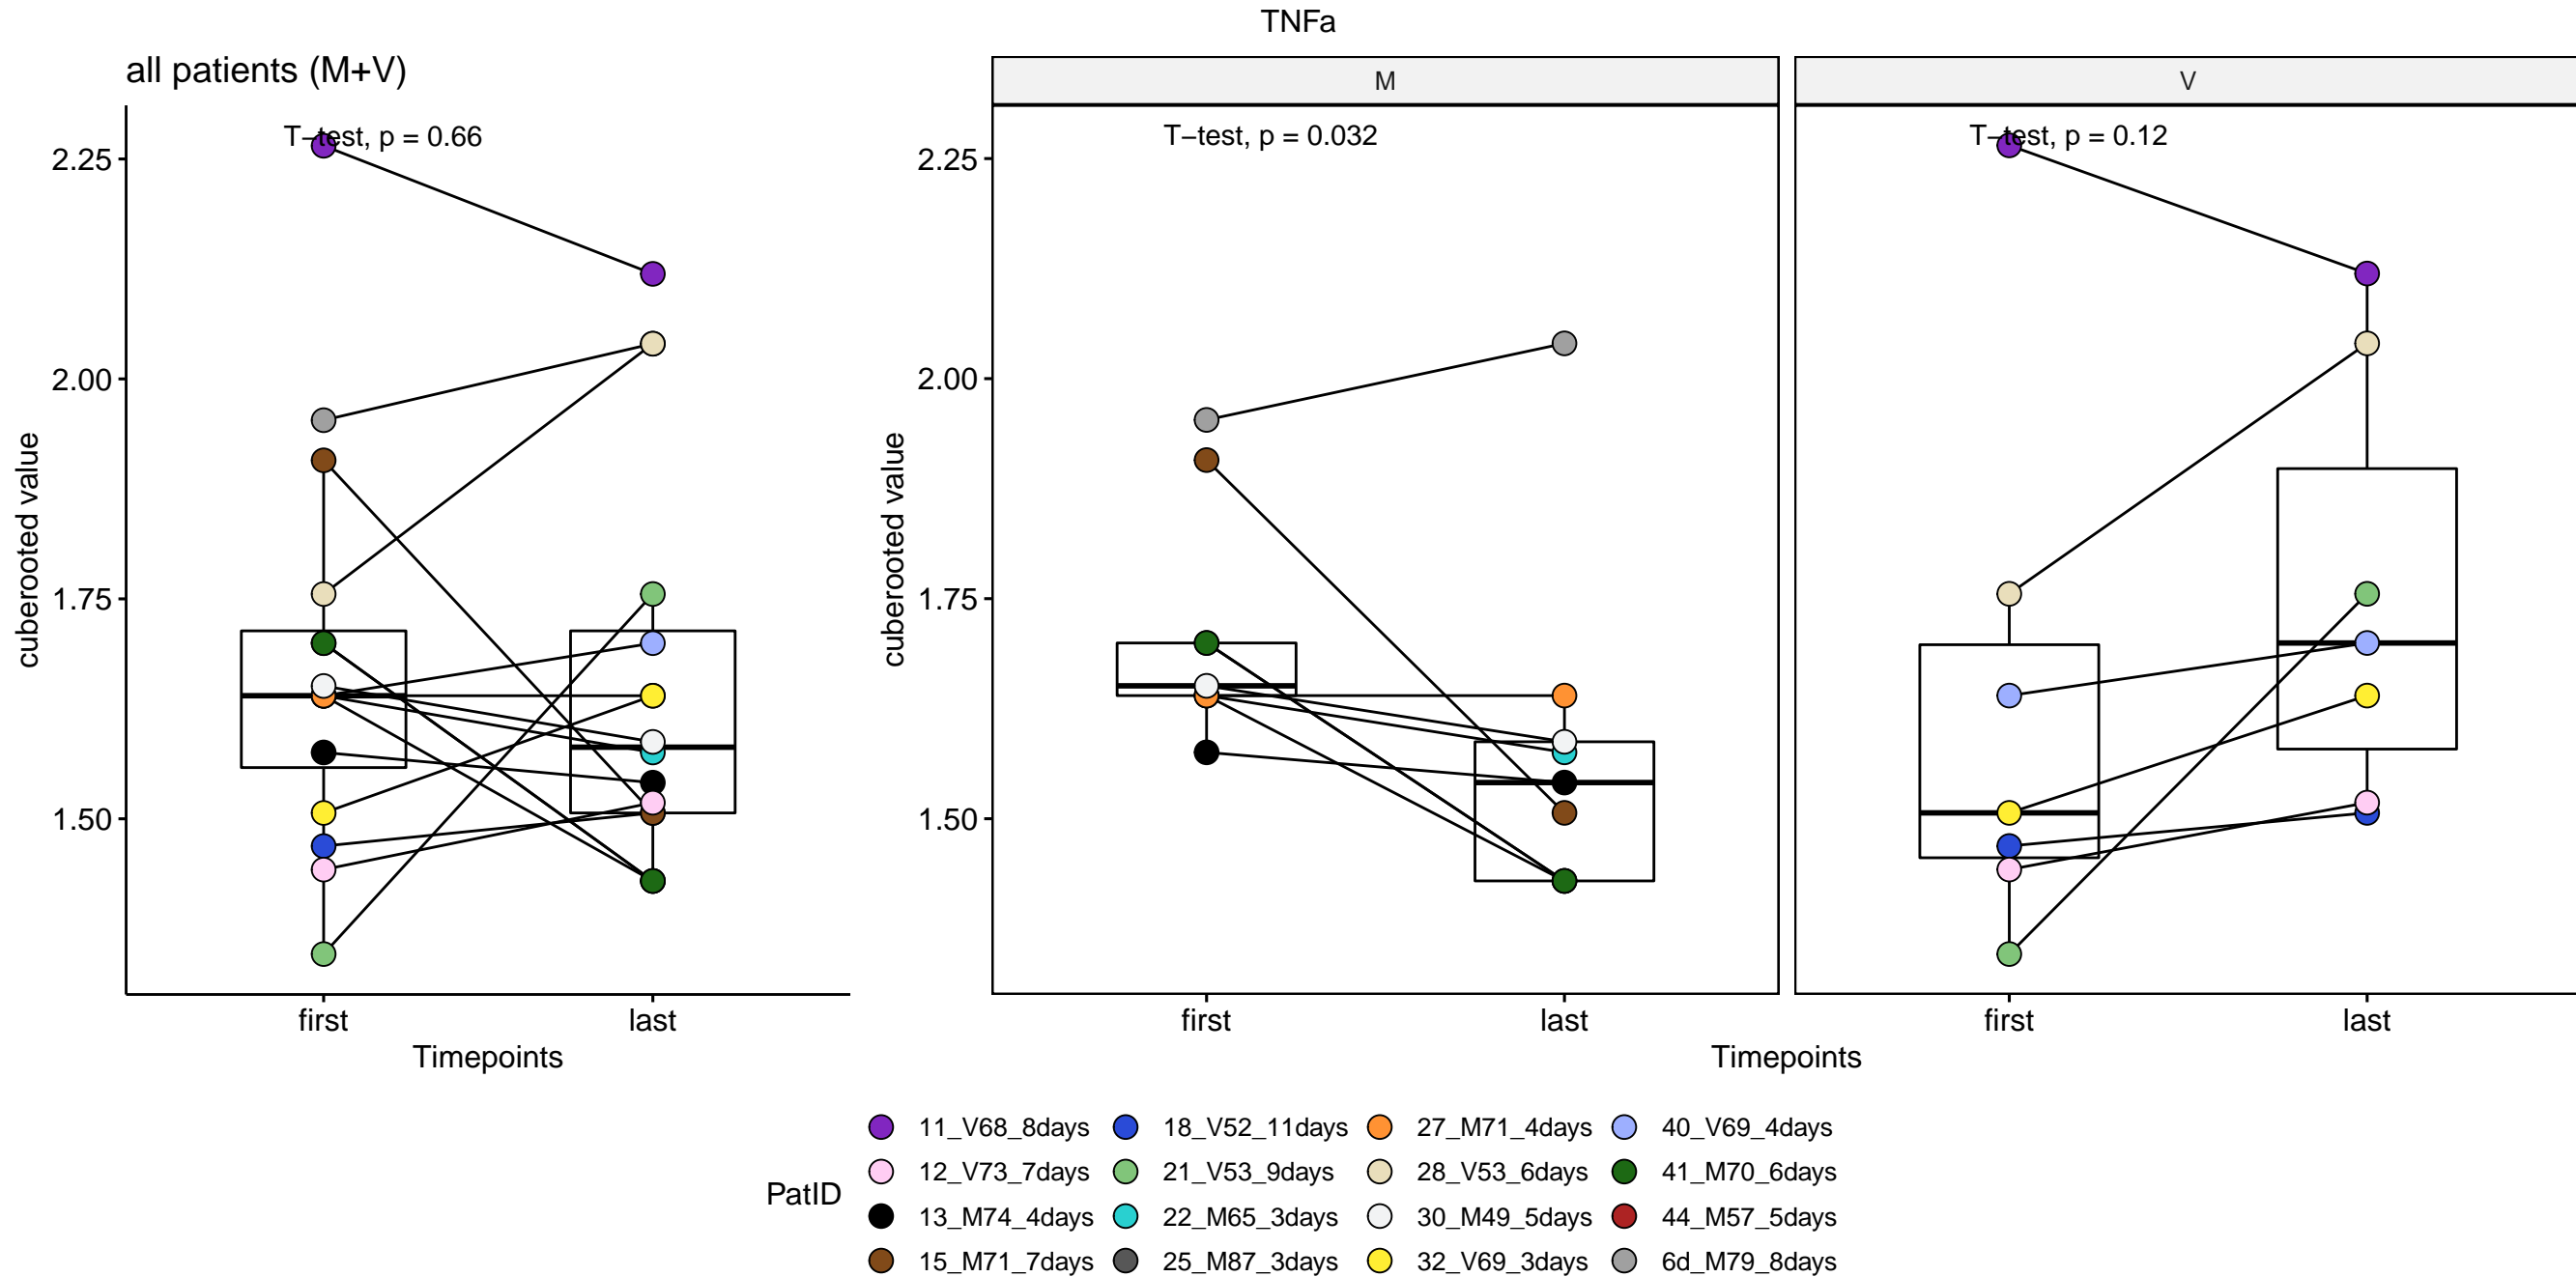 TNFa
all patients (M+V)
M
V
T−test, p = 0.66
T−test, p = 0.032
T−test, p = 0.12
cuberooted value
2.25
2.00
1.75
1.50
first
last
Timepoints
cuberooted value
2.25
2.00
1.75
1.50
first
last
first
last
Timepoints
PatID
11_V68_8days
12_V73_7days
13_M74_4days
15_M71_7days
18_V52_11days
21_V53_9days
22_M65_3days
25_M87_3days
27_M71_4days
28_V53_6days
30_M49_5days
32_V69_3days
40_V69_4days
41_M70_6days
44_M57_5days
6d_M79_8days